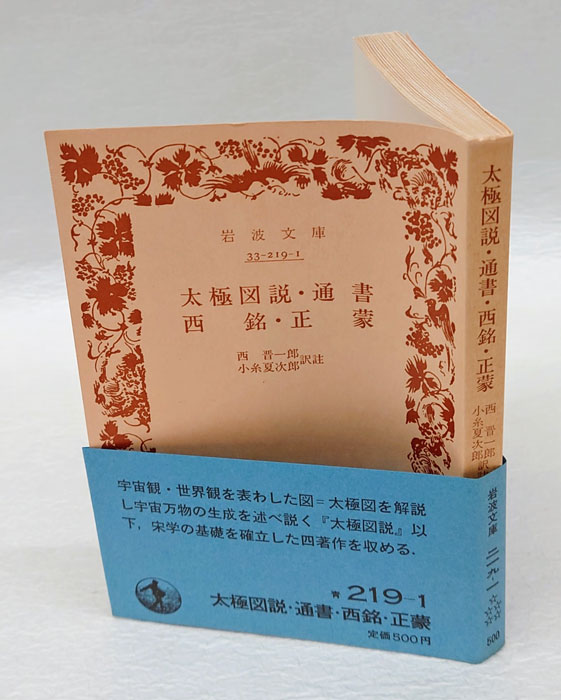 岩波文庫
33-219-1
太極図説・通書
西銘・正蒙
西晋一郎
小糸夏次郎 訳註
宇宙観・世界観を表わした図=太極図を解説
し宇宙万物の生成を述べ説く『太極図説』以
下，宋学の基礎を確立した四著作を収める．
青 219-1
太極図説・通書・西銘・正蒙
定価500円
太極図説・通書・西銘・正蒙
西晋一郎
小糸夏次郎 訳
岩波文庫
二一九-一
☆☆☆☆☆
500